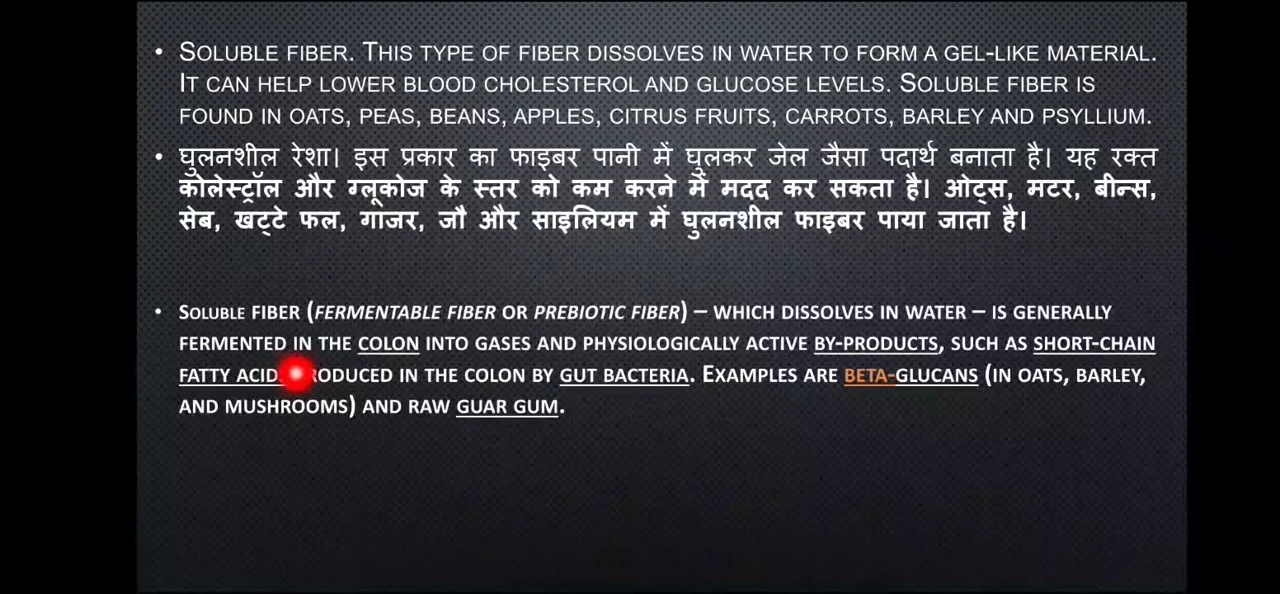 • SOLUBLE FIBER. THIS TYPE OF FIBER DISSOLVES IN WATER TO FORM A GEL-LIKE MATERIAL.
IT CAN HELP LOWER BLOOD CHOLESTEROL AND GLUCOSE LEVELS. SOLUBLE FIBER IS
FOUND IN OATS, PEAS, BEANS, APPLES, CITRUS FRUITS, CARROTS, BARLEY AND PSYLLIUM.
• घुलनशील रेशा। इस प्रकार का फाइबर पानी में घुलकर जेल जैसा पदार्थ बनाता है। यह रक्त
कोलेस्ट्रॉल और ग्लूकोज के स्तर को कम करने में मदद कर सकता है। ओट्स, मटर, बीन्स,
सेब, खट्टे फल, गाजर, जौ और साइलियम में घुलनशील फाइबर पाया जाता है।
• SOLUBLE FIBER (FERMENTABLE FIBER OR PREBIOTIC FIBER) – WHICH DISSOLVES IN WATER – IS GENERALLY
FERMENTED IN THE COLON INTO GASES AND PHYSIOLOGICALLY ACTIVE BY-PRODUCTS, SUCH AS SHORT-CHAIN
FATTY IN THE COLON BY GUT BACTERIA. EXAMPLES ARE BETA-GLUCANS (IN OATS, BARLEY,
AND MUSHROOMS) AND RAW GUAR GUM.